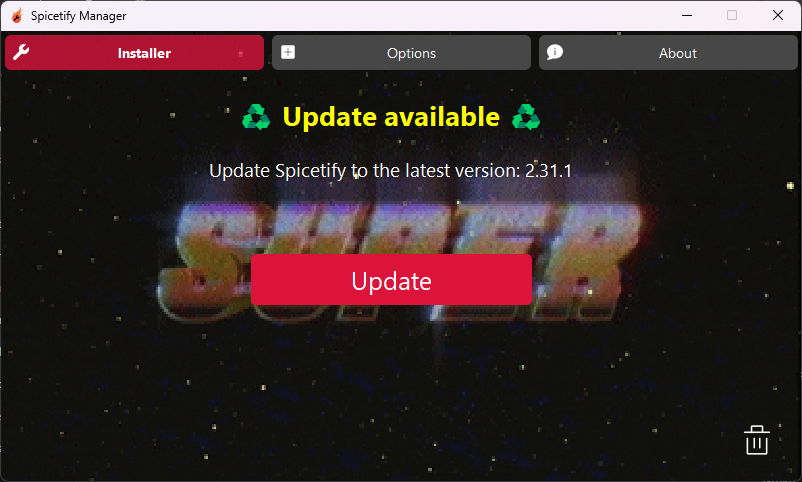 Spicetify Manager
Installer
Options
About
Update available
Update Spicetify to the latest version: 2.31.1
SUPER
Update